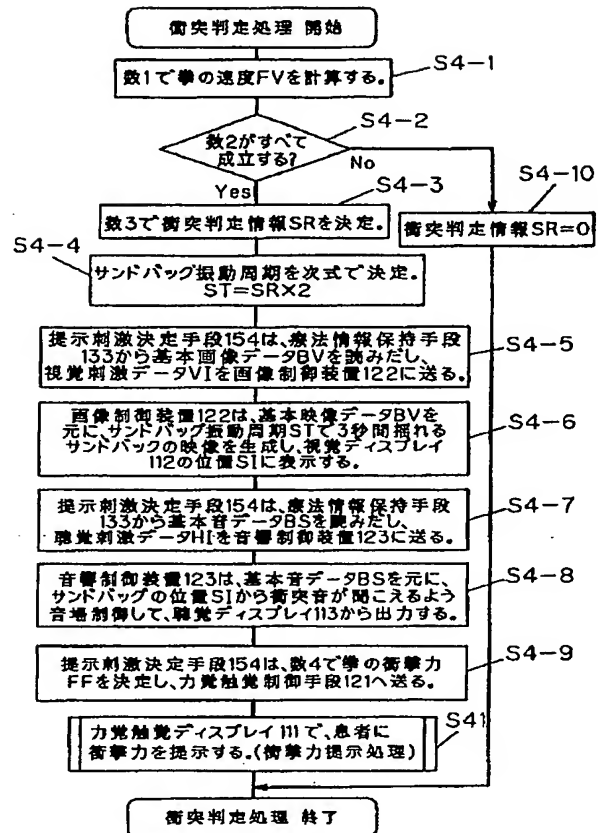 衝突判定処理 開始
数1で拳の速度FVを計算する。
S4-1
数2がすべて
成立する?
S4-2
No
Yes
S4-3
数3で衝突判定情報SRを決定。
S4-10
衝突判定情報SR=0
S4-4
サンドバッグ振動周期を次式で決定。
ST=SR×2
提示刺激決定手段154は、療法情報保持手段
133から基本画像データBVを読みだし、
視覚刺激データVIを画像制御装置122に送る。
S4-5
画像制御装置122は、基本映像データBVを
元に、サンドバッグ振動周期STで3秒間揺れる
サンドバックの映像を生成し、視覚ディスプレイ
112の位置SIに表示する。
S4-6
提示刺激決定手段154は、療法情報保持手段
133から基本音データBSを読みだし、
聴覚刺激データHIを音響制御装置123に送る。
S4-7
音響制御装置123は、基本音データBSを元に、
サンドバッグの位置SIから衝突音が聞こえるよう
音場制御して、聴覚ディスプレイ113から出力する。
S4-8
提示刺激決定手段154は、数4で拳の衝撃力
FFを決定し、力覚触覚制御手段121へ送る。
S4-9
力覚触覚ディスプレイ111で、患者に
衝撃力を提示する。(衝撃力提示処理)
S41
衝突判定処理 終了